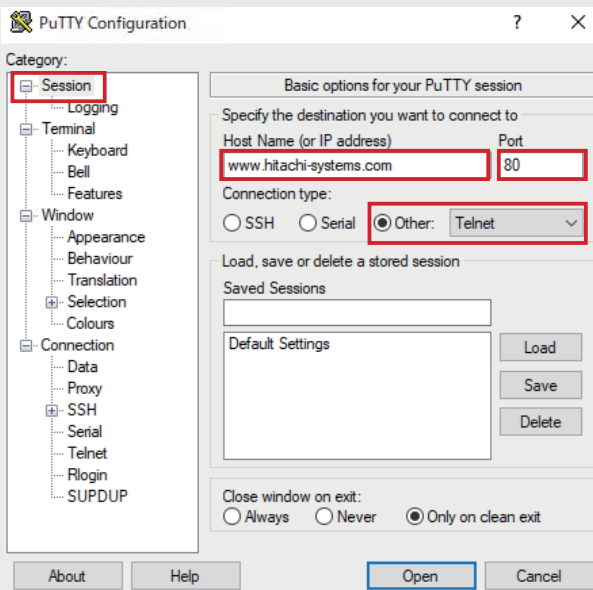 PuTTY Configuration
?
Category:
Session
Logging
Terminal
Keyboard
Bell
Features
Window
Appearance
Behaviour
Translation
Selection
Colours
Connection
Data
Proxy
SSH
Serial
Telnet
Rlogin
SUPDUP
Basic options for your PuTTY session
Specify the destination you want to connect to
Host Name (or IP address) Port
www.hitachi-systems.com 80
Connection type:
SSH Serial Other: Telnet
Load, save or delete a stored session
Saved Sessions
Default Settings
Load
Save
Delete
Close window on exit:
Always Never Only on clean exit
About Help Open Cancel